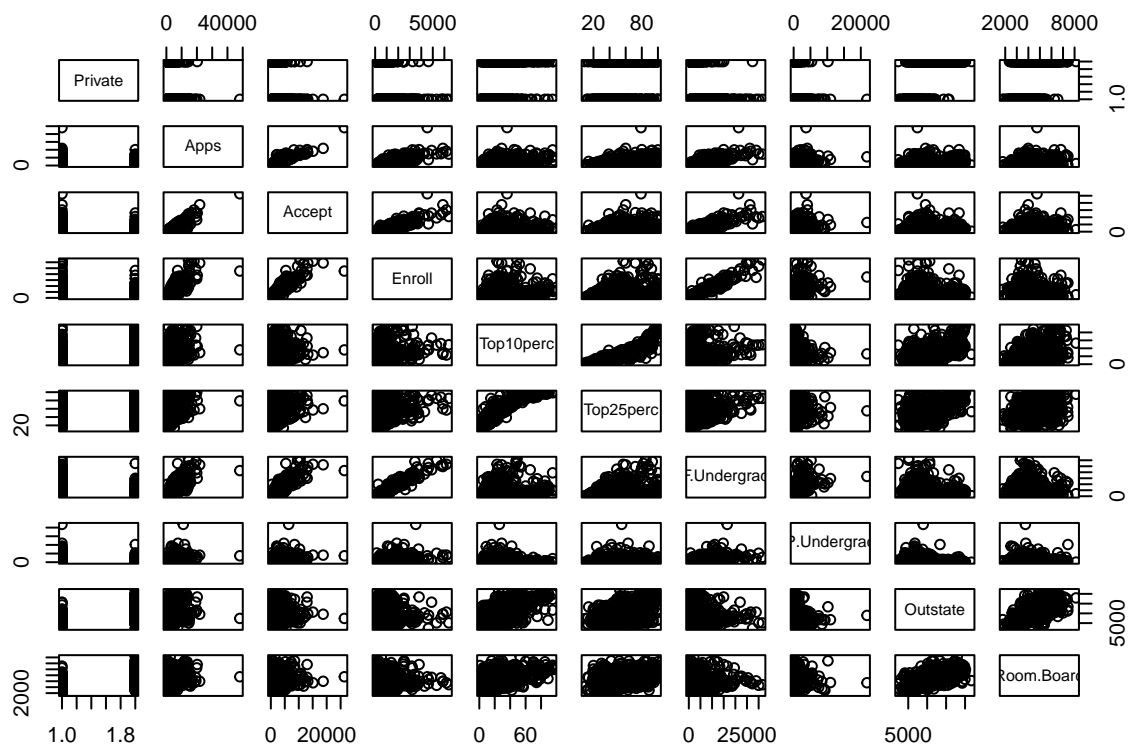 0 40000
0 5000
20 80
0 20000
2000 8000
Private
1.0
Apps
0
Accept
0
Enroll
0
Top10perc
0
Top25perc
20
F.Undergrad
0
P.Undergrad
0
Outstate
5000
Room.Board
2000
1.0 1.8
0 20000
0 60
0 25000
5000